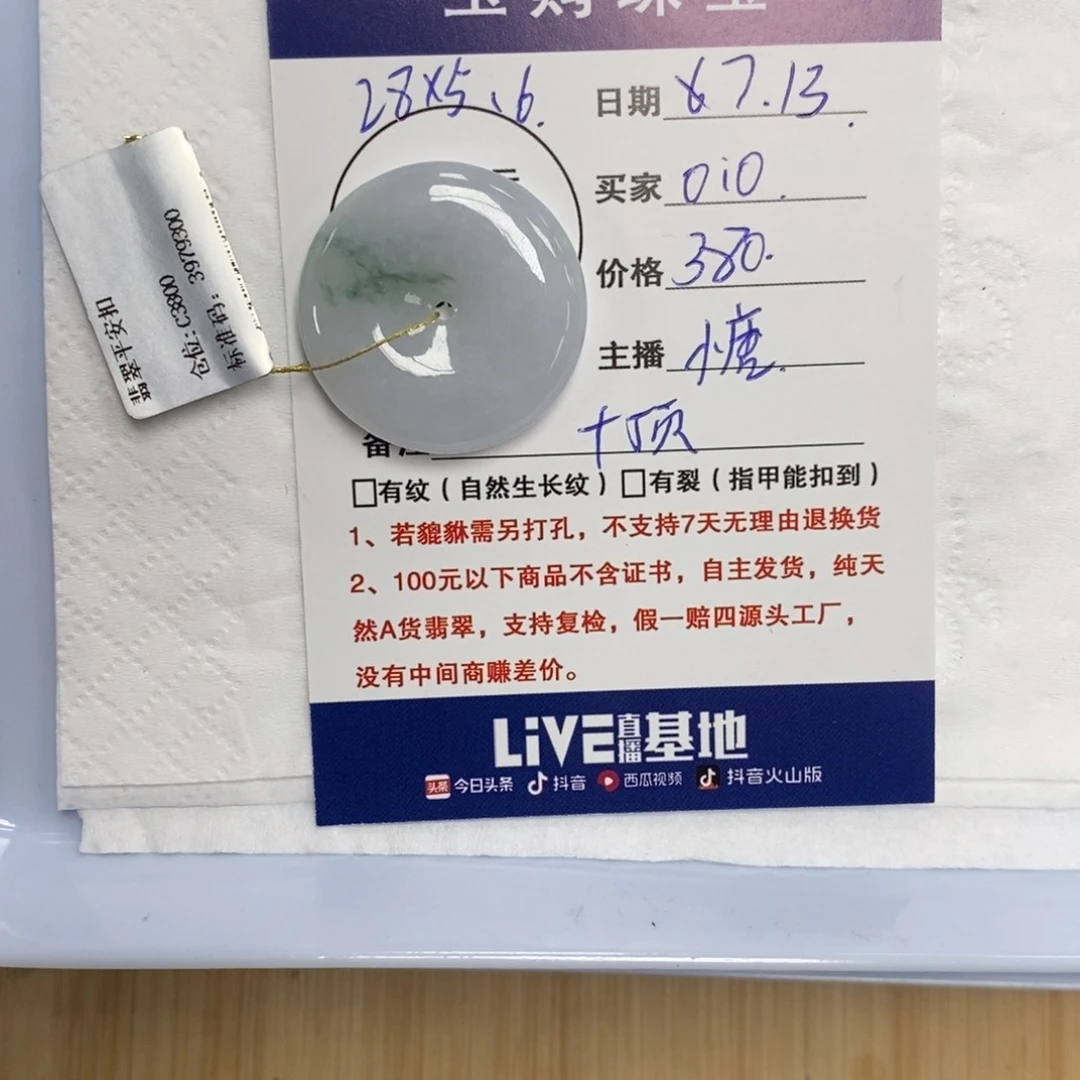 28×5.6.
日期 7.13.
买家 010.
价格 380.
主播
备注 十顶
□有纹（自然生长纹）□有裂（指甲能扣到）
1、若貔貅需另打孔，不支持7天无理由退换货
2、100元以下商品不含证书，自主发货，纯天
然A货翡翠，支持复检，假一赔四源头工厂，
没有中间商赚差价。
LiVE直播基地
头条 今日头条 抖音 西瓜视频 抖音火山版
翡翠平安扣
仓位：C3800
标准码：3979300